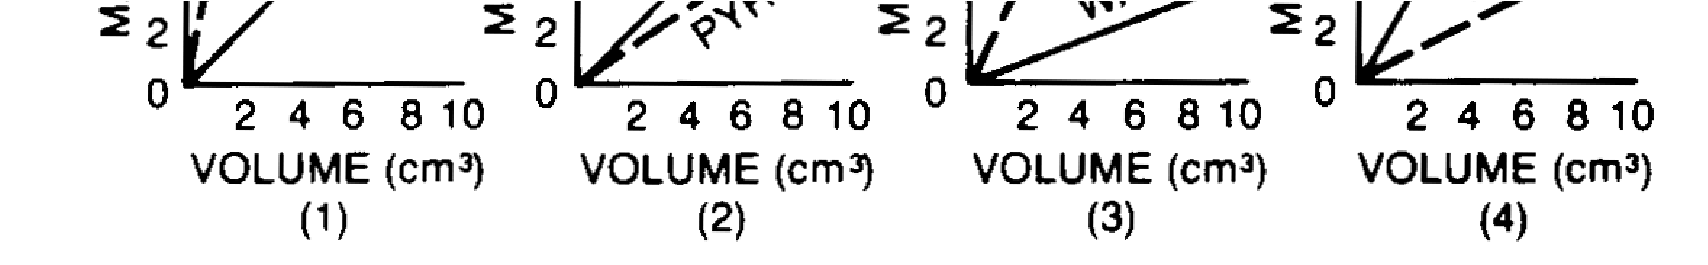 M 2 M 2 PYR M 2 W M 2
0 0 0 0
2 4 6 8 10 2 4 6 8 10 2 4 6 8 10 2 4 6 8 10
VOLUME (cm³) VOLUME (cm³) VOLUME (cm³) VOLUME (cm³)
(1) (2) (3) (4)